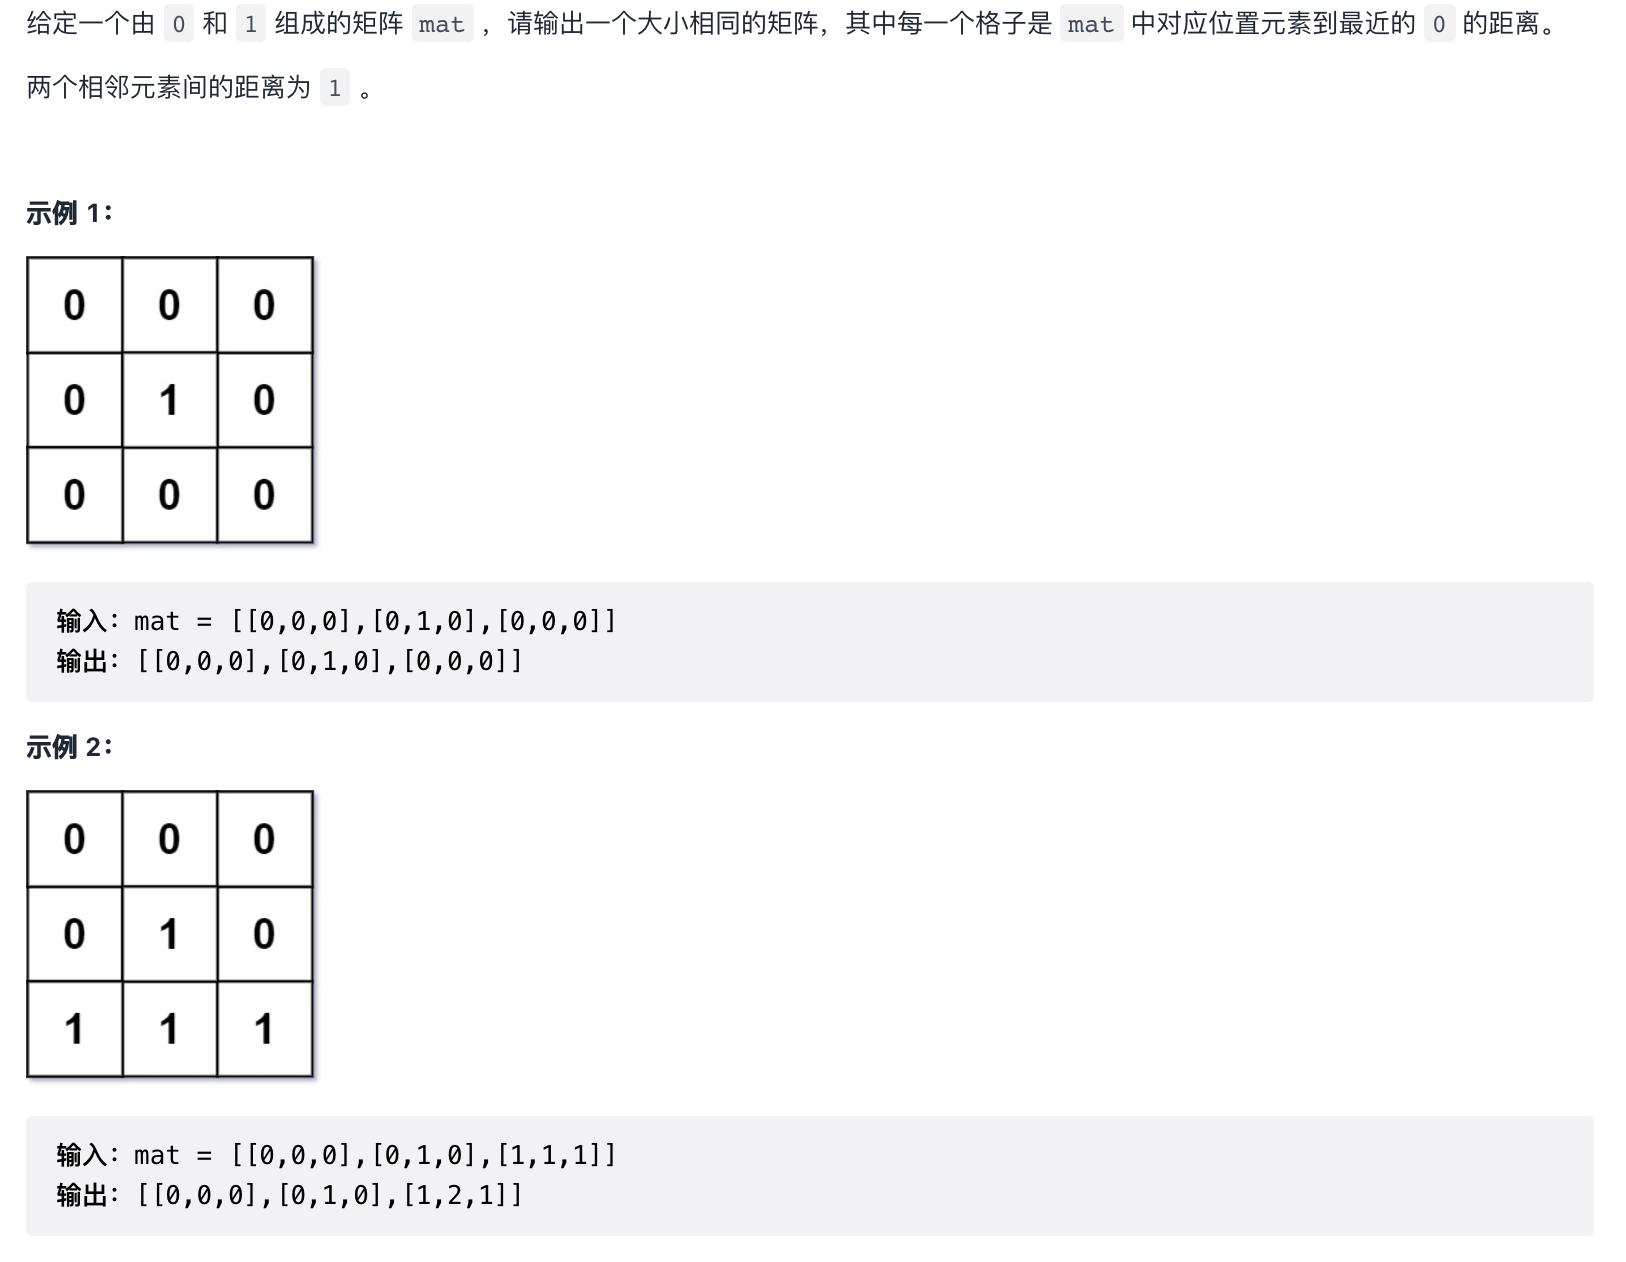 给定一个由 0 和 1 组成的矩阵 mat ，请输出一个大小相同的矩阵，其中每一个格子是 mat 中对应位置元素到最近的 0 的距离。
两个相邻元素间的距离为 1 。
示例 1：
0 0 0
0 1 0
0 0 0
输入：mat = [[0,0,0],[0,1,0],[0,0,0]]
输出：[[0,0,0],[0,1,0],[0,0,0]]
示例 2：
0 0 0
0 1 0
1 1 1
输入：mat = [[0,0,0],[0,1,0],[1,1,1]]
输出：[[0,0,0],[0,1,0],[1,2,1]]